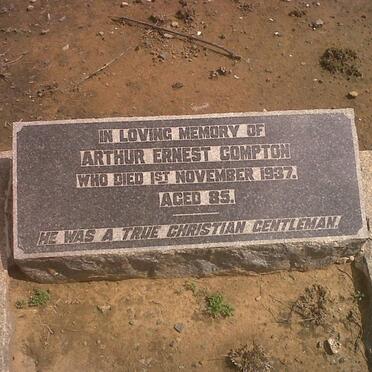 IN LOVING MEMORY OF
ARTHUR ERNEST COMPTON
WHO DIED 1ST NOVEMBER 1937.
AGED 85.
HE WAS A TRUE CHRISTIAN GENTLEMAN.